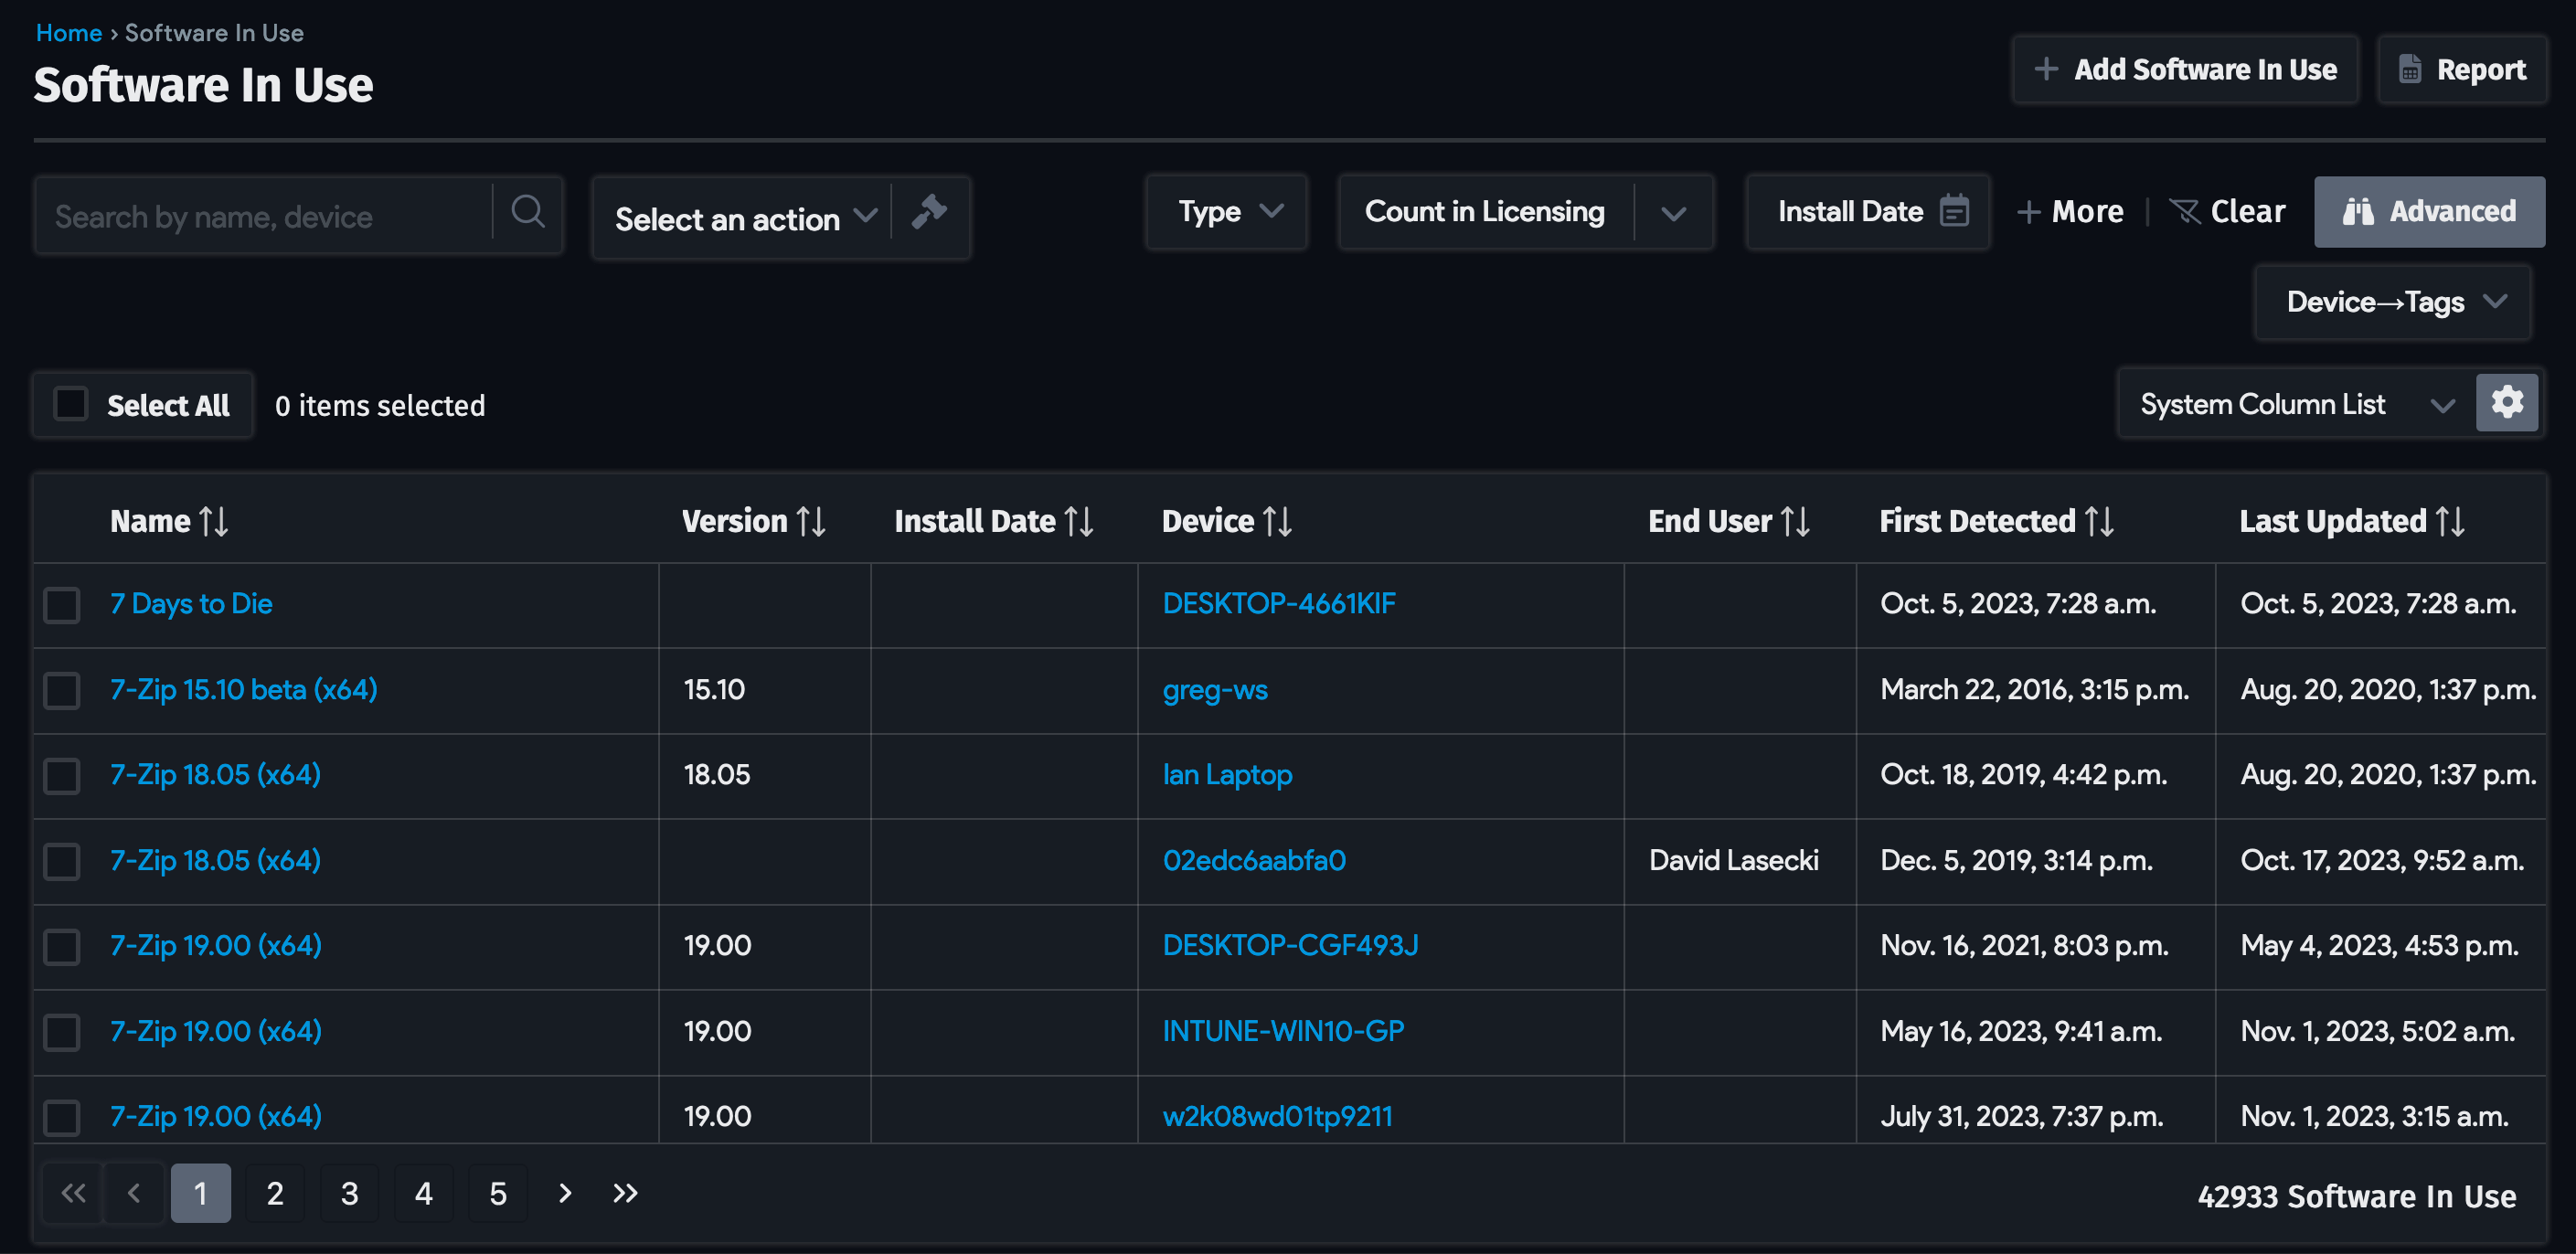 Home › Software In Use
Software In Use
+ Add Software In Use
Report
Search by name, device
Select an action
Type
Count in Licensing
Install Date
+ More
Clear
Advanced
Device→Tags
Select All
0 items selected
System Column List
Name Version Install Date Device End User First Detected Last Updated
7 Days to Die DESKTOP-4661KIF Oct. 5, 2023, 7:28 a.m. Oct. 5, 2023, 7:28 a.m.
7-Zip 15.10 beta (x64) 15.10 greg-ws March 22, 2016, 3:15 p.m. Aug. 20, 2020, 1:37 p.m.
7-Zip 18.05 (x64) 18.05 Ian Laptop Oct. 18, 2019, 4:42 p.m. Aug. 20, 2020, 1:37 p.m.
7-Zip 18.05 (x64) 02edc6aabfa0 David Lasecki Dec. 5, 2019, 3:14 p.m. Oct. 17, 2023, 9:52 a.m.
7-Zip 19.00 (x64) 19.00 DESKTOP-CGF493J Nov. 16, 2021, 8:03 p.m. May 4, 2023, 4:53 p.m.
7-Zip 19.00 (x64) 19.00 INTUNE-WIN10-GP May 16, 2023, 9:41 a.m. Nov. 1, 2023, 5:02 a.m.
7-Zip 19.00 (x64) 19.00 w2k08wd01tp9211 July 31, 2023, 7:37 p.m. Nov. 1, 2023, 3:15 a.m.
« ‹ 1 2 3 4 5 › »
42933 Software In Use